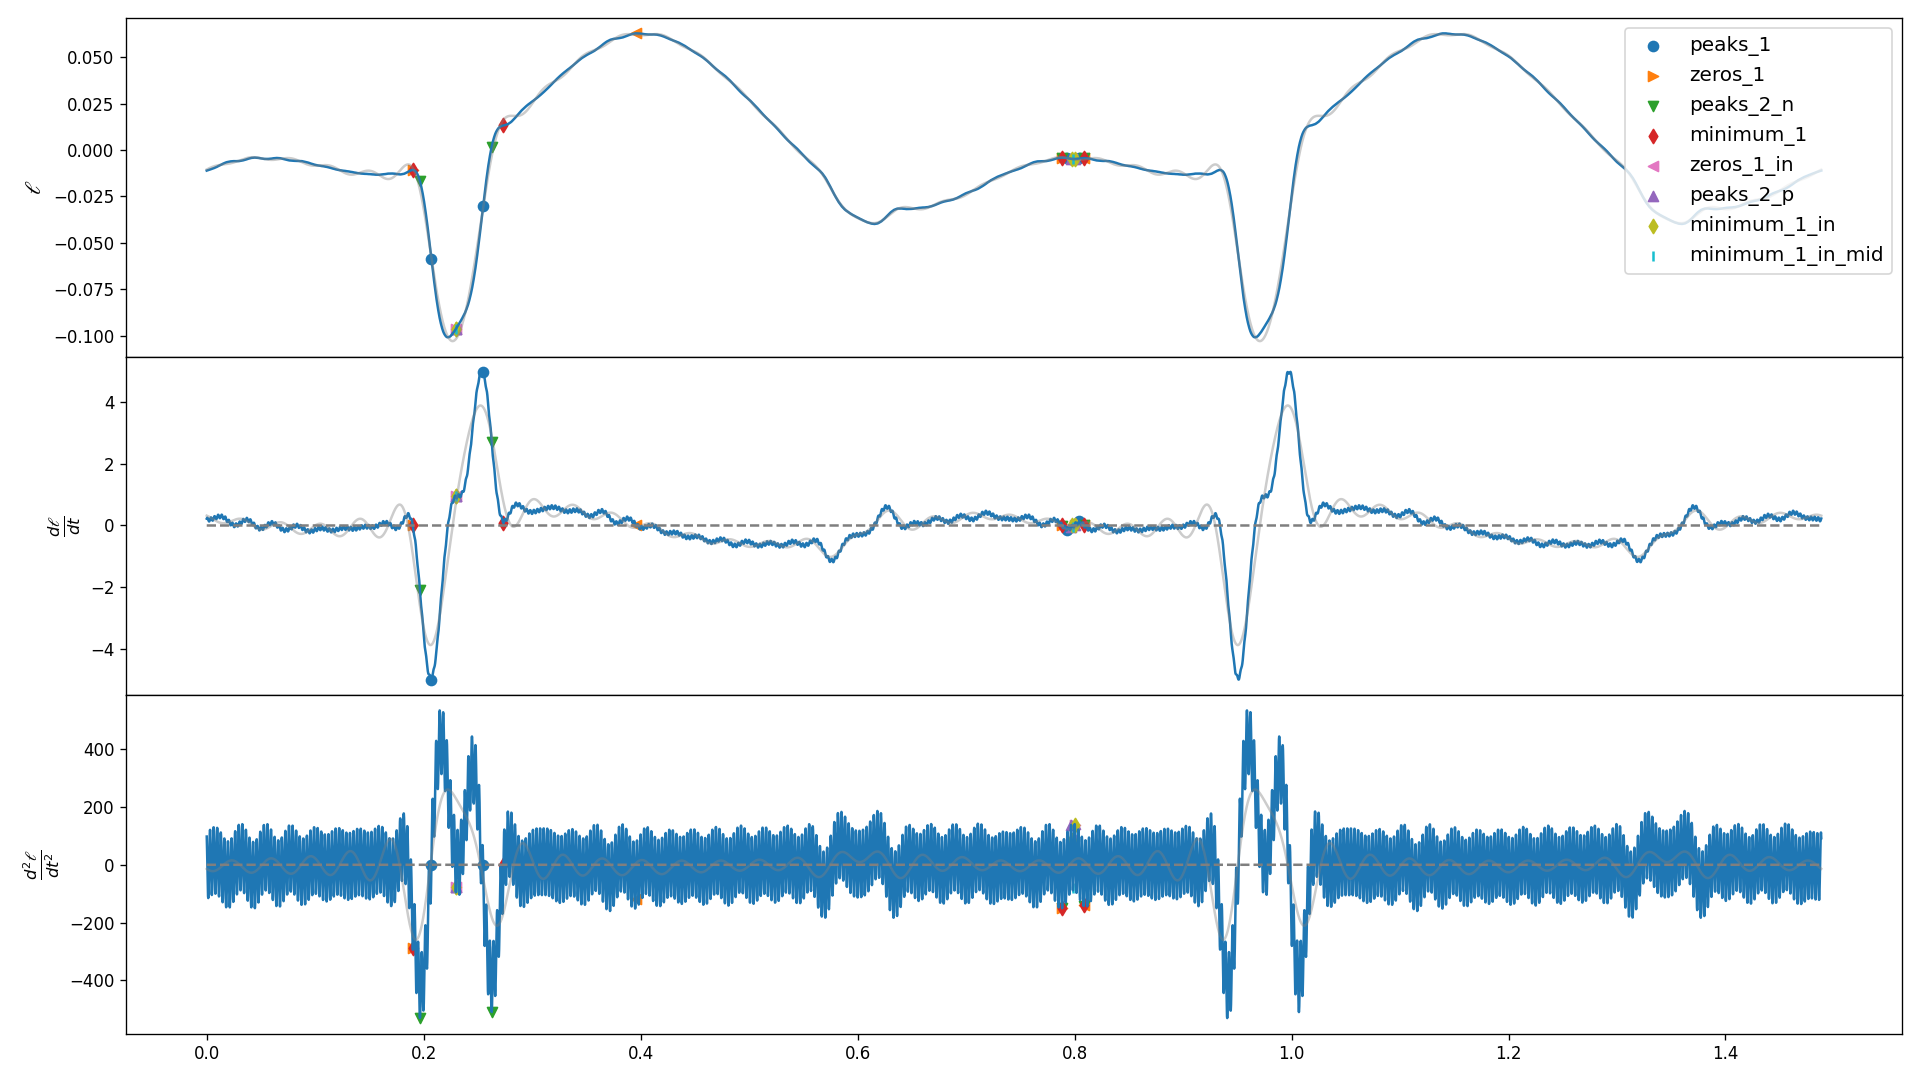 0.050
0.025
0.000
−0.025
−0.050
−0.075
−0.100
ℓ
peaks_1
zeros_1
peaks_2_n
minimum_1
zeros_1_in
peaks_2_p
minimum_1_in
minimum_1_in_mid
4
2
0
−2
−4
dℓ
dt
400
200
0
−200
−400
d²ℓ
dt²
0.0 0.2 0.4 0.6 0.8 1.0 1.2 1.4